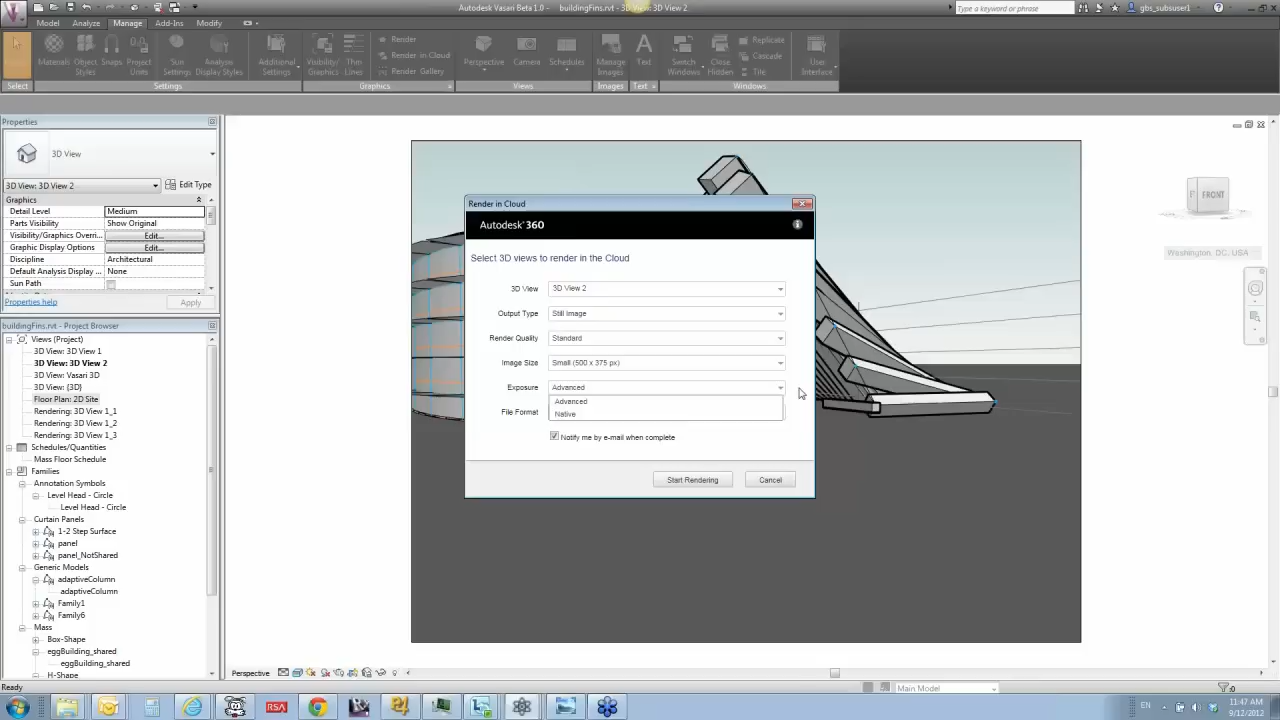 Autodesk Vasari Beta 1.0 - buildingFins.rvt - 3D View: 3D View 2
Type a keyword or phrase
gbs_subsuser1
Model Analyze Manage Add-Ins Modify
Materials
Object Styles
Snaps
Project Units
Sun Settings
Analysis Display Styles
Additional Settings
Visibility/ Graphics
Thin Lines
Render
Render in Cloud
Render Gallery
Perspective
Camera
Schedules
Manage Images
Text
Switch Windows
Close Hidden
Replicate
Cascade
Tile
User Interface
Select Settings Graphics Views Images Text Windows
Properties
3D View
3D View: 3D View 2 Edit Type
Graphics
Detail Level Medium
Parts Visibility Show Original
Visibility/Graphics Overri... Edit...
Graphic Display Options Edit...
Discipline Architectural
Default Analysis Display ... None
Sun Path
Properties help Apply
buildingFins.rvt - Project Browser
Views (Project)
3D View: 3D View 1
3D View: 3D View 2
3D View: Vasari 3D
3D View: {3D}
Floor Plan: 2D Site
Rendering: 3D View 1_1
Rendering: 3D View 1_2
Rendering: 3D View 1_3
Schedules/Quantities
Mass Floor Schedule
Families
Annotation Symbols
Level Head - Circle
Level Head - Circle
Curtain Panels
1-2 Step Surface
panel
panel_NotShared
Generic Models
adaptiveColumn
adaptiveColumn
Family1
Family6
Mass
Box-Shape
eggBuilding_shared
eggBuilding_shared
H-Shape
Render in Cloud
Autodesk® 360
Select 3D views to render in the Cloud
3D View 3D View 2
Output Type Still Image
Render Quality Standard
Image Size Small (500 x 375 px)
Exposure Advanced
Advanced
File Format Native
Notify me by e-mail when complete
Start Rendering Cancel
FRONT
Washington, DC, USA
Perspective
Ready
Main Model
:0
RSA
EN
11:47 AM
9/12/2012